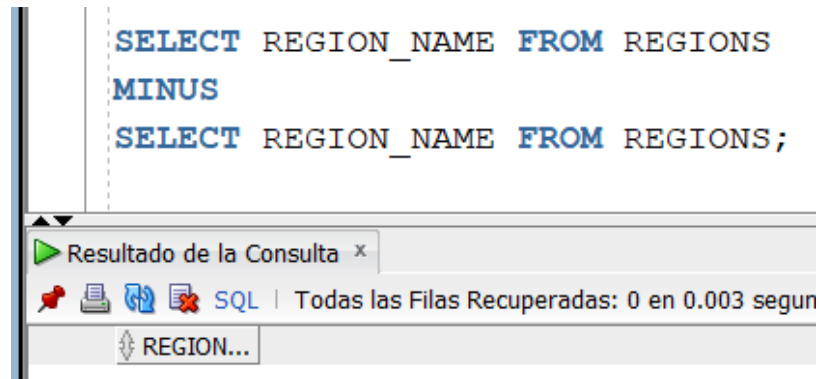 SELECT REGION_NAME FROM REGIONS
MINUS
SELECT REGION_NAME FROM REGIONS;
Resultado de la Consulta x
SQL | Todas las Filas Recuperadas: 0 en 0.003 segun
REGION...